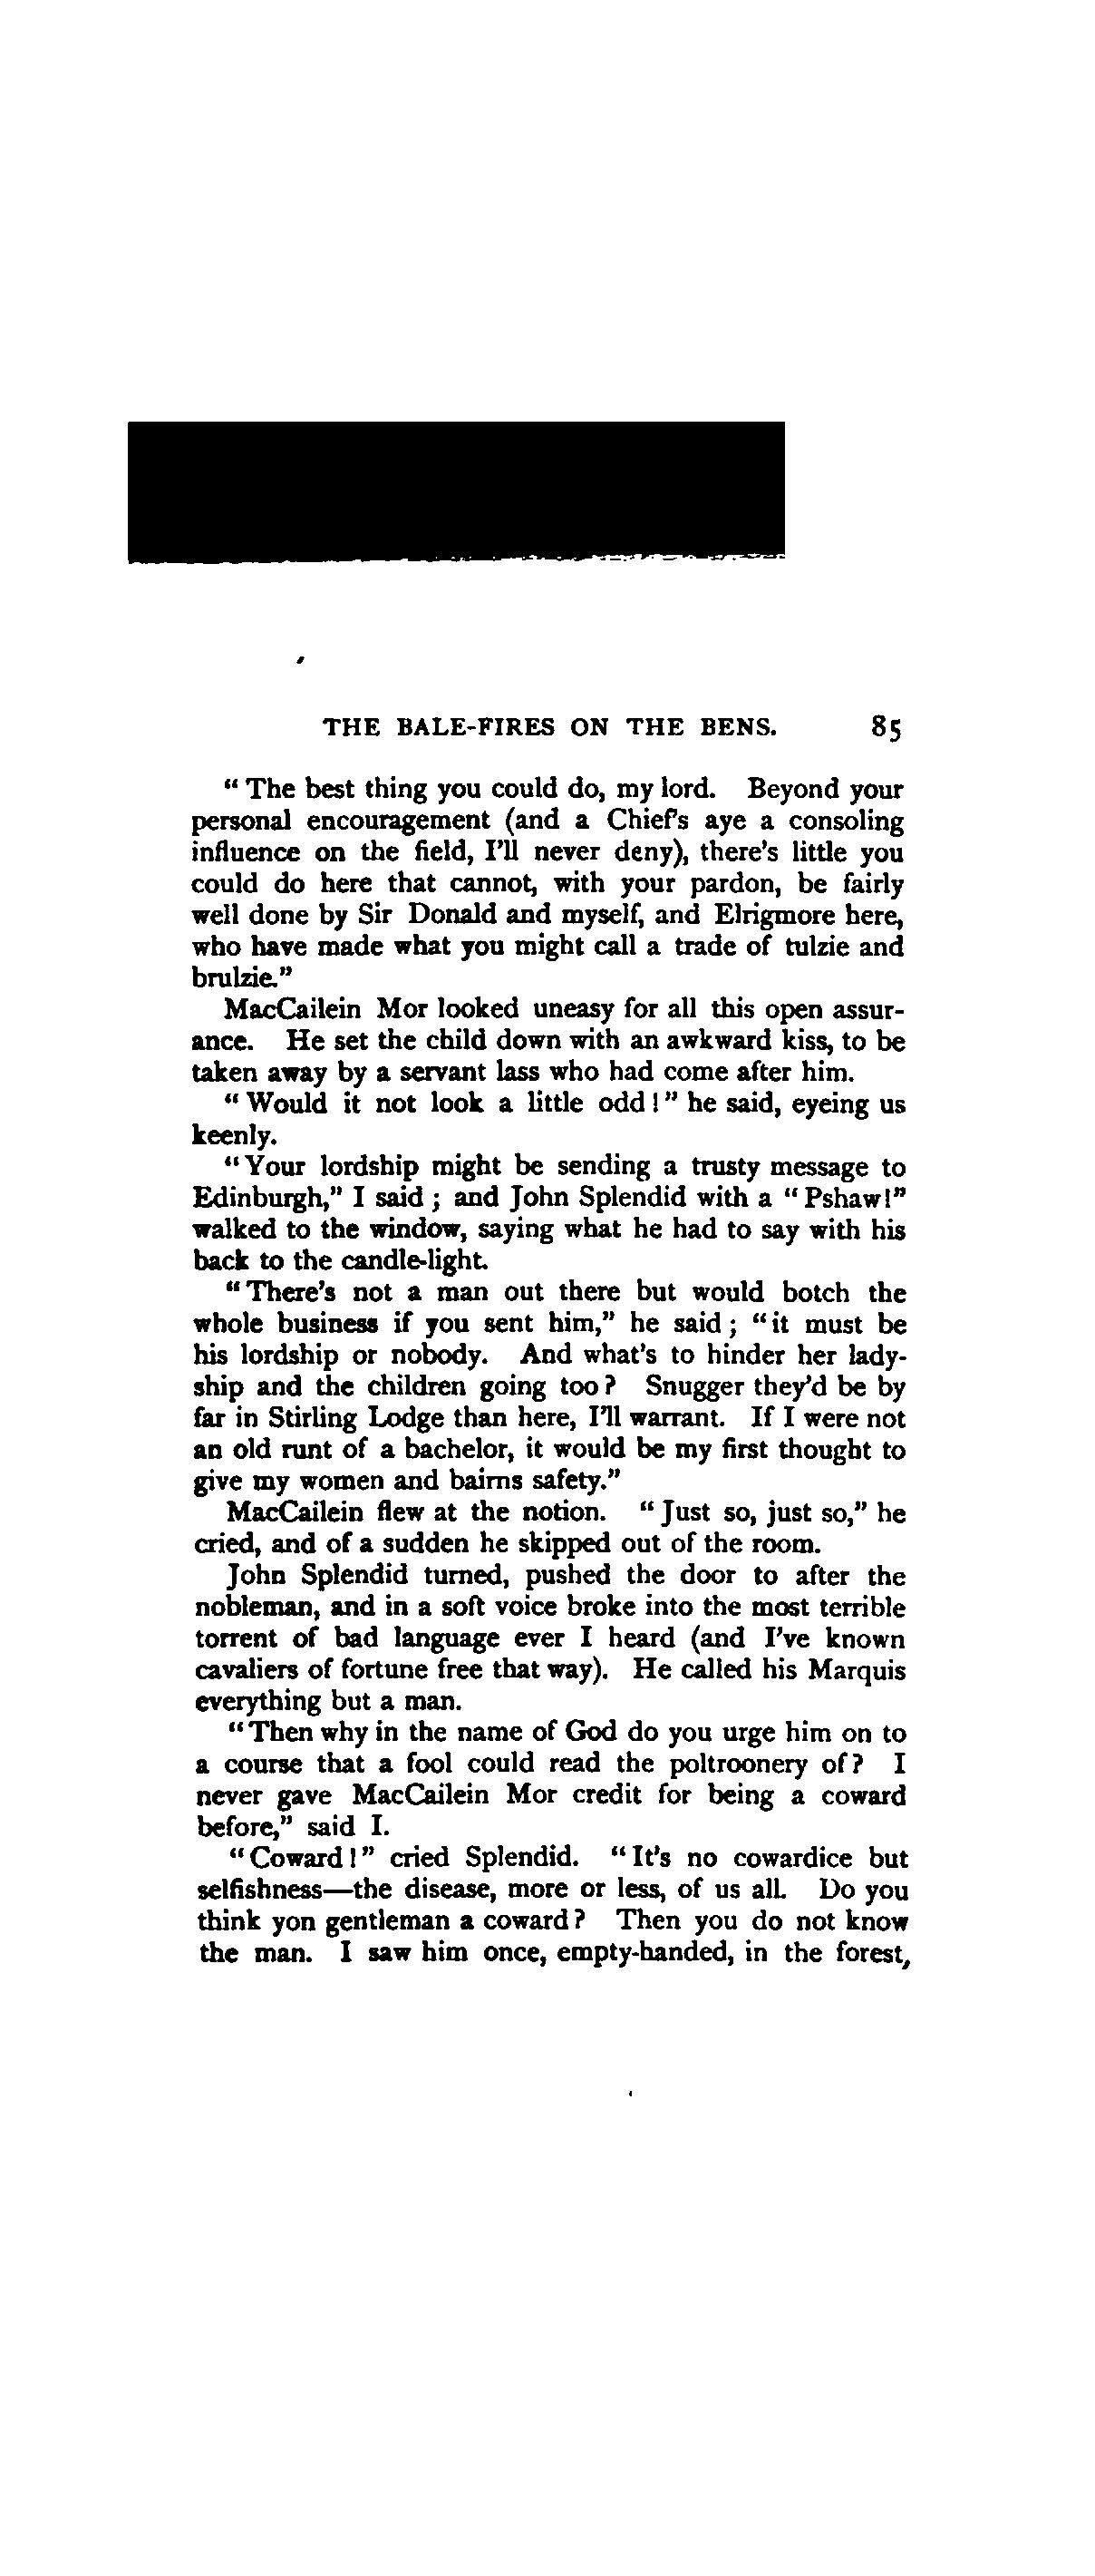 THE BALE-FIRES ON THE BENS. 85
“ The best thing you could do, my lord. Beyond your
personal encouragement (and a Chief's aye a consoling
influence on the field, I'll never deny), there's little you
could do here that cannot, with your pardon, be fairly
well done by Sir Donald and myself, and Elrigmore here,
who have made what you might call a trade of tulzie and
brulzie.”
MacCailein Mor looked uneasy for all this open assur-
ance. He set the child down with an awkward kiss, to be
taken away by a servant lass who had come after him.
“ Would it not look a little odd !” he said, eyeing us
keenly.
“ Your lordship might be sending a trusty message to
Edinburgh,” I said ; and John Splendid with a “ Pshaw !”
walked to the window, saying what he had to say with his
back to the candle-light.
“ There's not a man out there but would botch the
whole business if you sent him,” he said ; “ it must be
his lordship or nobody. And what's to hinder her lady-
ship and the children going too ? Snugger they'd be by
far in Stirling Lodge than here, I'll warrant. If I were not
an old runt of a bachelor, it would be my first thought to
give my women and bairns safety.”
MacCailein flew at the notion. “ Just so, just so,” he
cried, and of a sudden he skipped out of the room.
John Splendid turned, pushed the door to after the
nobleman, and in a soft voice broke into the most terrible
torrent of bad language ever I heard (and I've known
cavaliers of fortune free that way). He called his Marquis
everything but a man.
“ Then why in the name of God do you urge him on to
a course that a fool could read the poltroonery of ? I
never gave MacCailein Mor credit for being a coward
before,” said I.
“ Coward !” cried Splendid. “ It's no cowardice but
selfishness—the disease, more or less, of us all. Do you
think yon gentleman a coward ? Then you do not know
the man. I saw him once, empty-handed, in the forest,